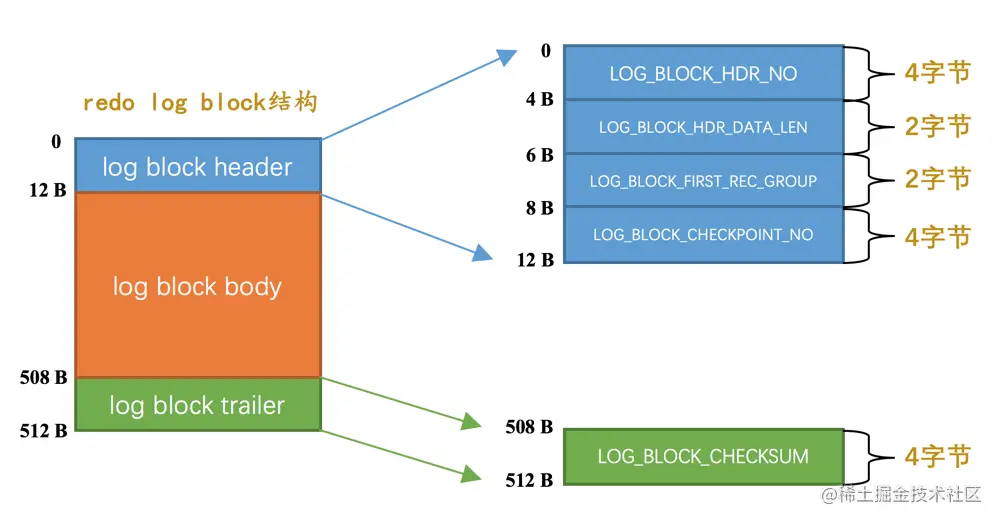 redo log block结构
0
log block header
12 B
log block body
508 B
log block trailer
512 B
0
LOG_BLOCK_HDR_NO
4字节
4 B
LOG_BLOCK_HDR_DATA_LEN
2字节
6 B
LOG_BLOCK_FIRST_REC_GROUP
2字节
8 B
LOG_BLOCK_CHECKPOINT_NO
4字节
12 B
508 B
LOG_BLOCK_CHECKSUM
4字节
512 B
@稀土掘金技术社区